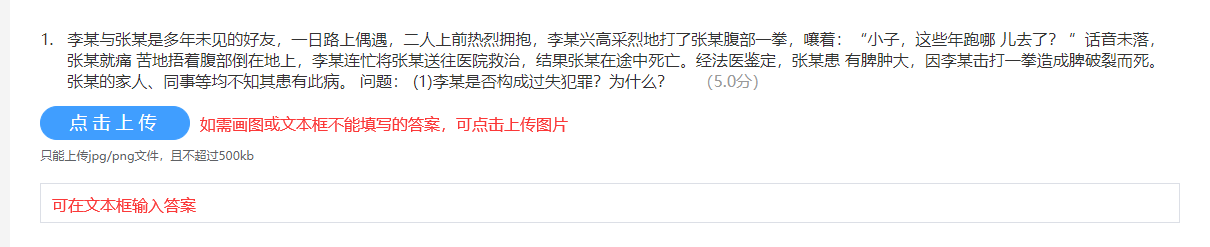 1. 李某与张某是多年未见的好友，一日路上偶遇，二人上前热烈拥抱，李某兴高采烈地打了张某腹部一拳，嚷着：“小子，这些年跑哪 儿去了？ ”话音未落，
张某就痛 苦地捂着腹部倒在地上，李某连忙将张某送往医院救治，结果张某在途中死亡。经法医鉴定，张某患 有脾肿大，因李某击打一拳造成脾破裂而死。
张某的家人、同事等均不知其患有此病。 问题： (1)李某是否构成过失犯罪？为什么？ （5.0分）
点击上传 如需画图或文本框不能填写的答案，可点击上传图片
只能上传jpg/png文件，且不超过500kb
可在文本框输入答案